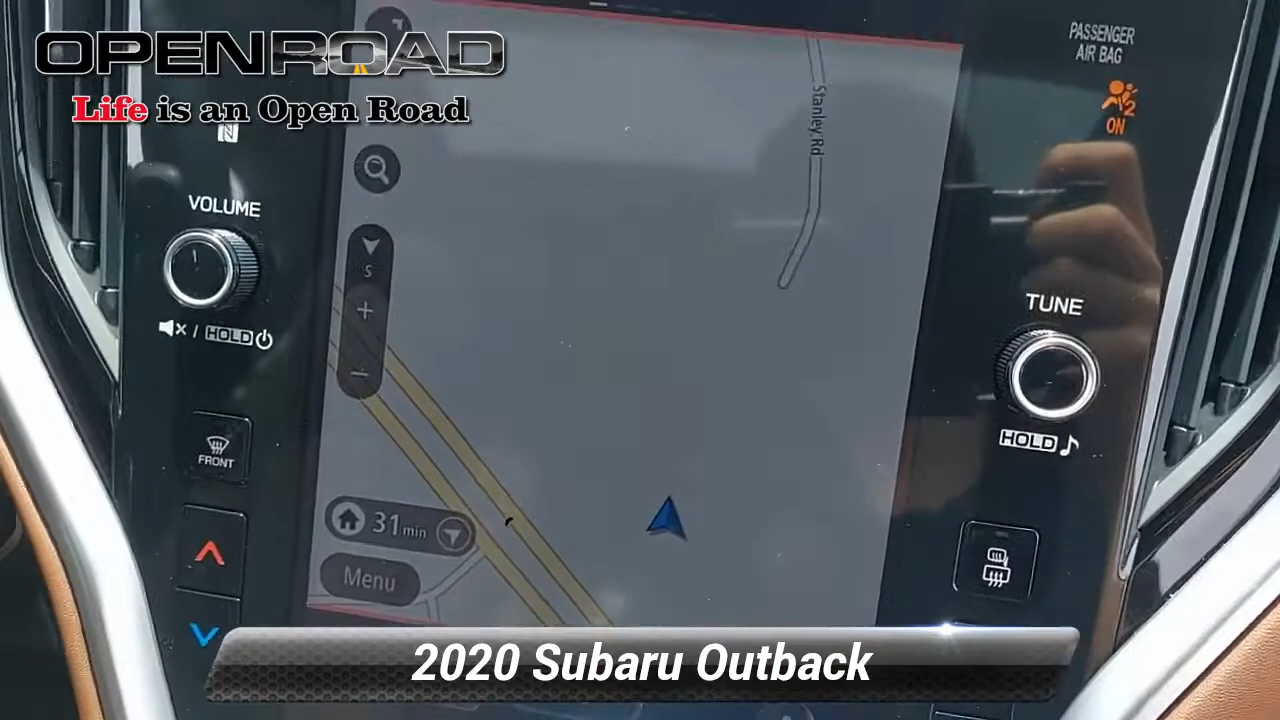 OPENROAD
Life is an Open Road
PASSENGER
AIR BAG
2
ON
Stanley Rd
VOLUME
S
+
−
/ HOLD
TUNE
HOLD
FRONT
31 min
Menu
2020 Subaru Outback